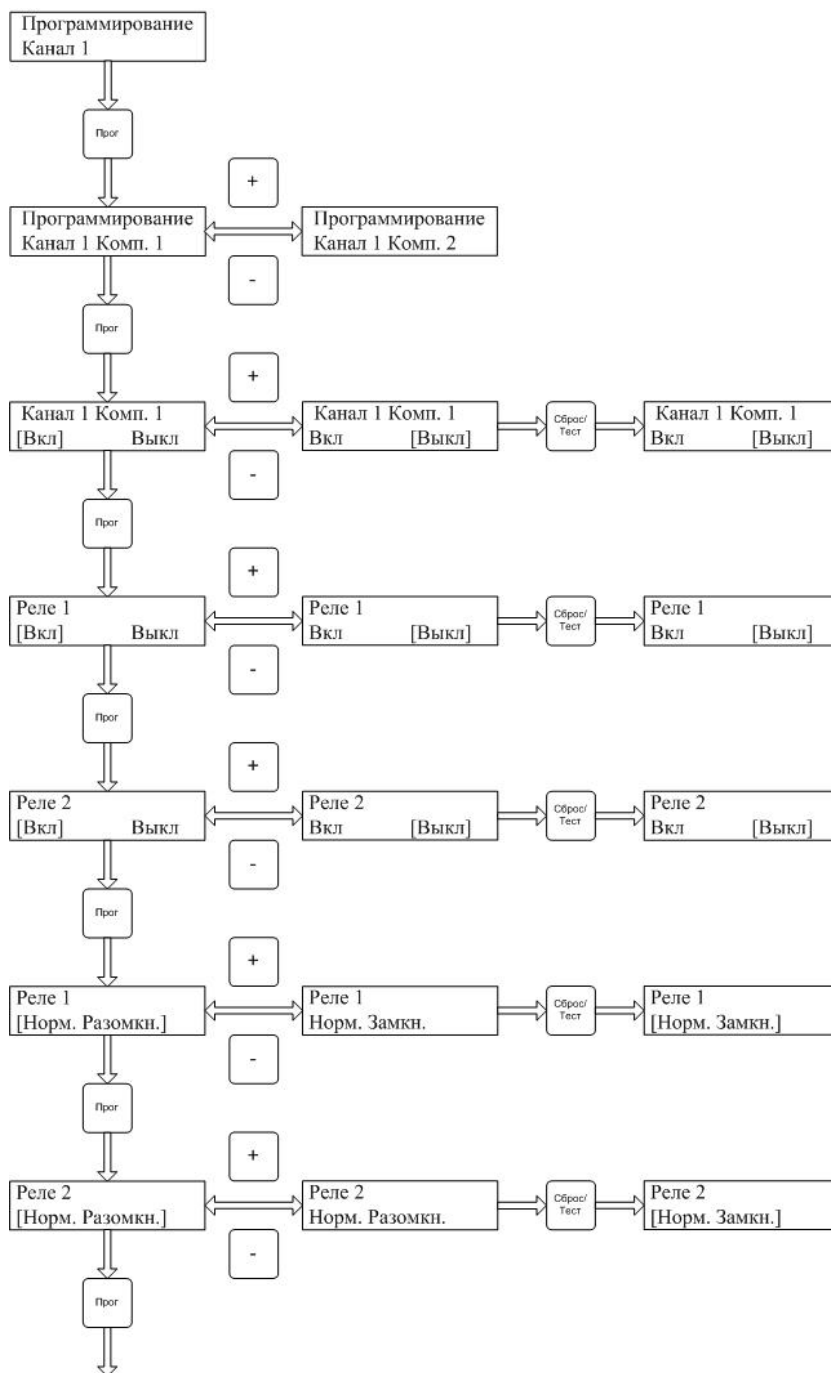 Программирование
Канал 1
Прог
+
Программирование
Канал 1 Комп. 1
Программирование
Канал 1 Комп. 2
-
Прог
+
Канал 1 Комп. 1
[Вкл] Выкл
Канал 1 Комп. 1
Вкл [Выкл]
Сброс/
Тест
Канал 1 Комп. 1
Вкл [Выкл]
-
Прог
+
Реле 1
[Вкл] Выкл
Реле 1
Вкл [Выкл]
Сброс/
Тест
Реле 1
Вкл [Выкл]
-
Прог
+
Реле 2
[Вкл] Выкл
Реле 2
Вкл [Выкл]
Сброс/
Тест
Реле 2
Вкл [Выкл]
-
Прог
+
Реле 1
[Норм. Разомкн.]
Реле 1
Норм. Замкн.
Сброс/
Тест
Реле 1
[Норм. Замкн.]
-
Прог
+
Реле 2
[Норм. Разомкн.]
Реле 2
Норм. Разомкн.
Сброс/
Тест
Реле 2
[Норм. Замкн.]
-
Прог